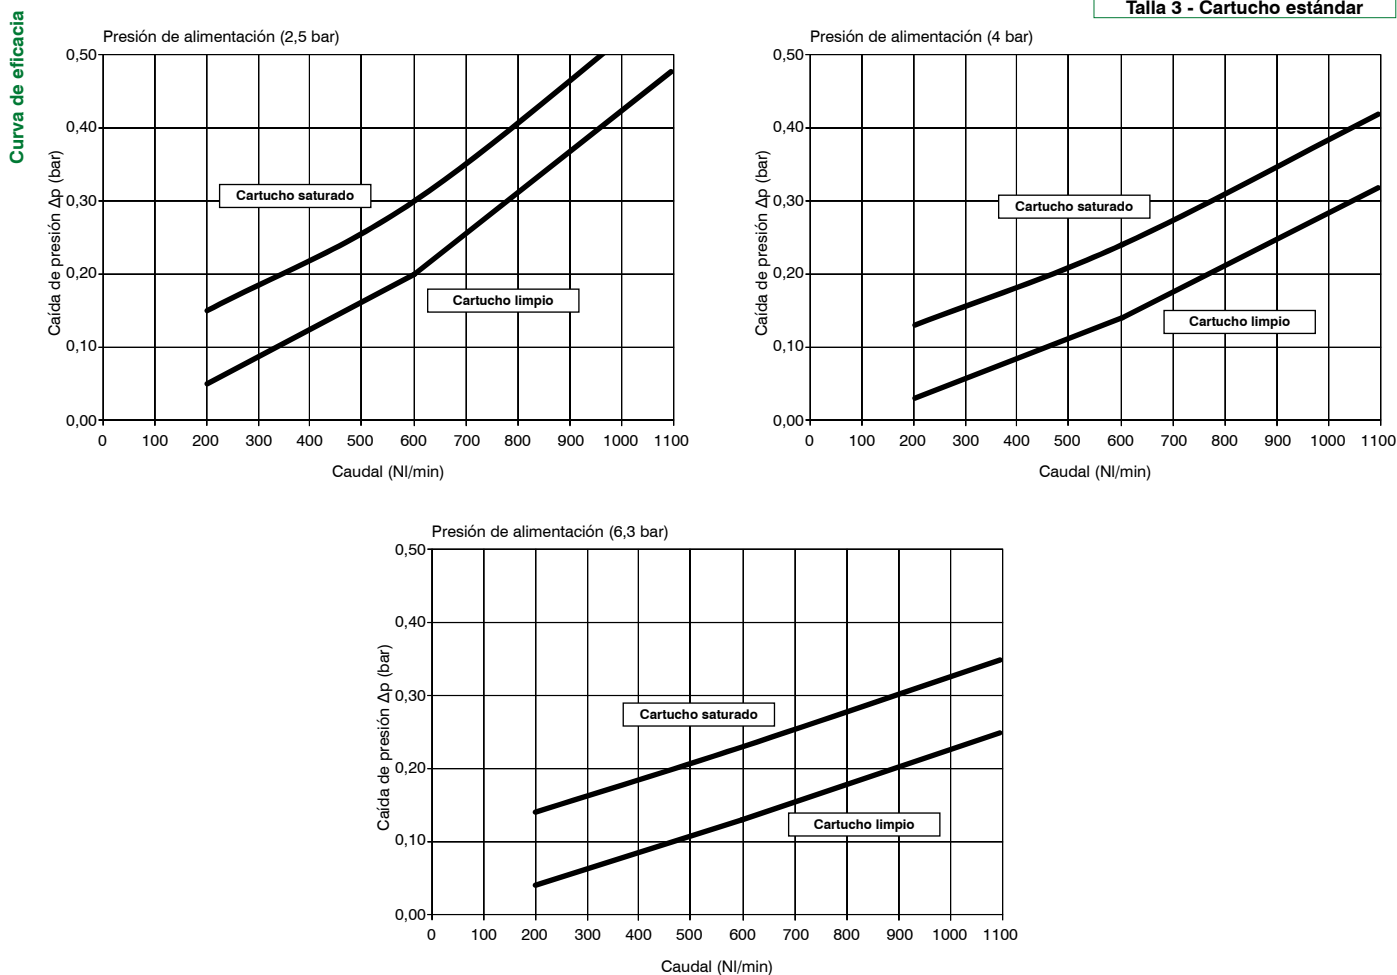 Talla 3 - Cartucho estándar
Curva de eficacia
Presión de alimentación (2,5 bar)
Caída de presión Δp (bar)
0,50
0,40
0,30
0,20
0,10
0,00
Cartucho saturado
Cartucho limpio
0 100 200 300 400 500 600 700 800 900 1000 1100
Caudal (Nl/min)
Presión de alimentación (4 bar)
Caída de presión Δp (bar)
0,50
0,40
0,30
0,20
0,10
0,00
Cartucho saturado
Cartucho limpio
0 100 200 300 400 500 600 700 800 900 1000 1100
Caudal (Nl/min)
Presión de alimentación (6,3 bar)
Caída de presión Δp (bar)
0,50
0,40
0,30
0,20
0,10
0,00
Cartucho saturado
Cartucho limpio
0 100 200 300 400 500 600 700 800 900 1000 1100
Caudal (Nl/min)